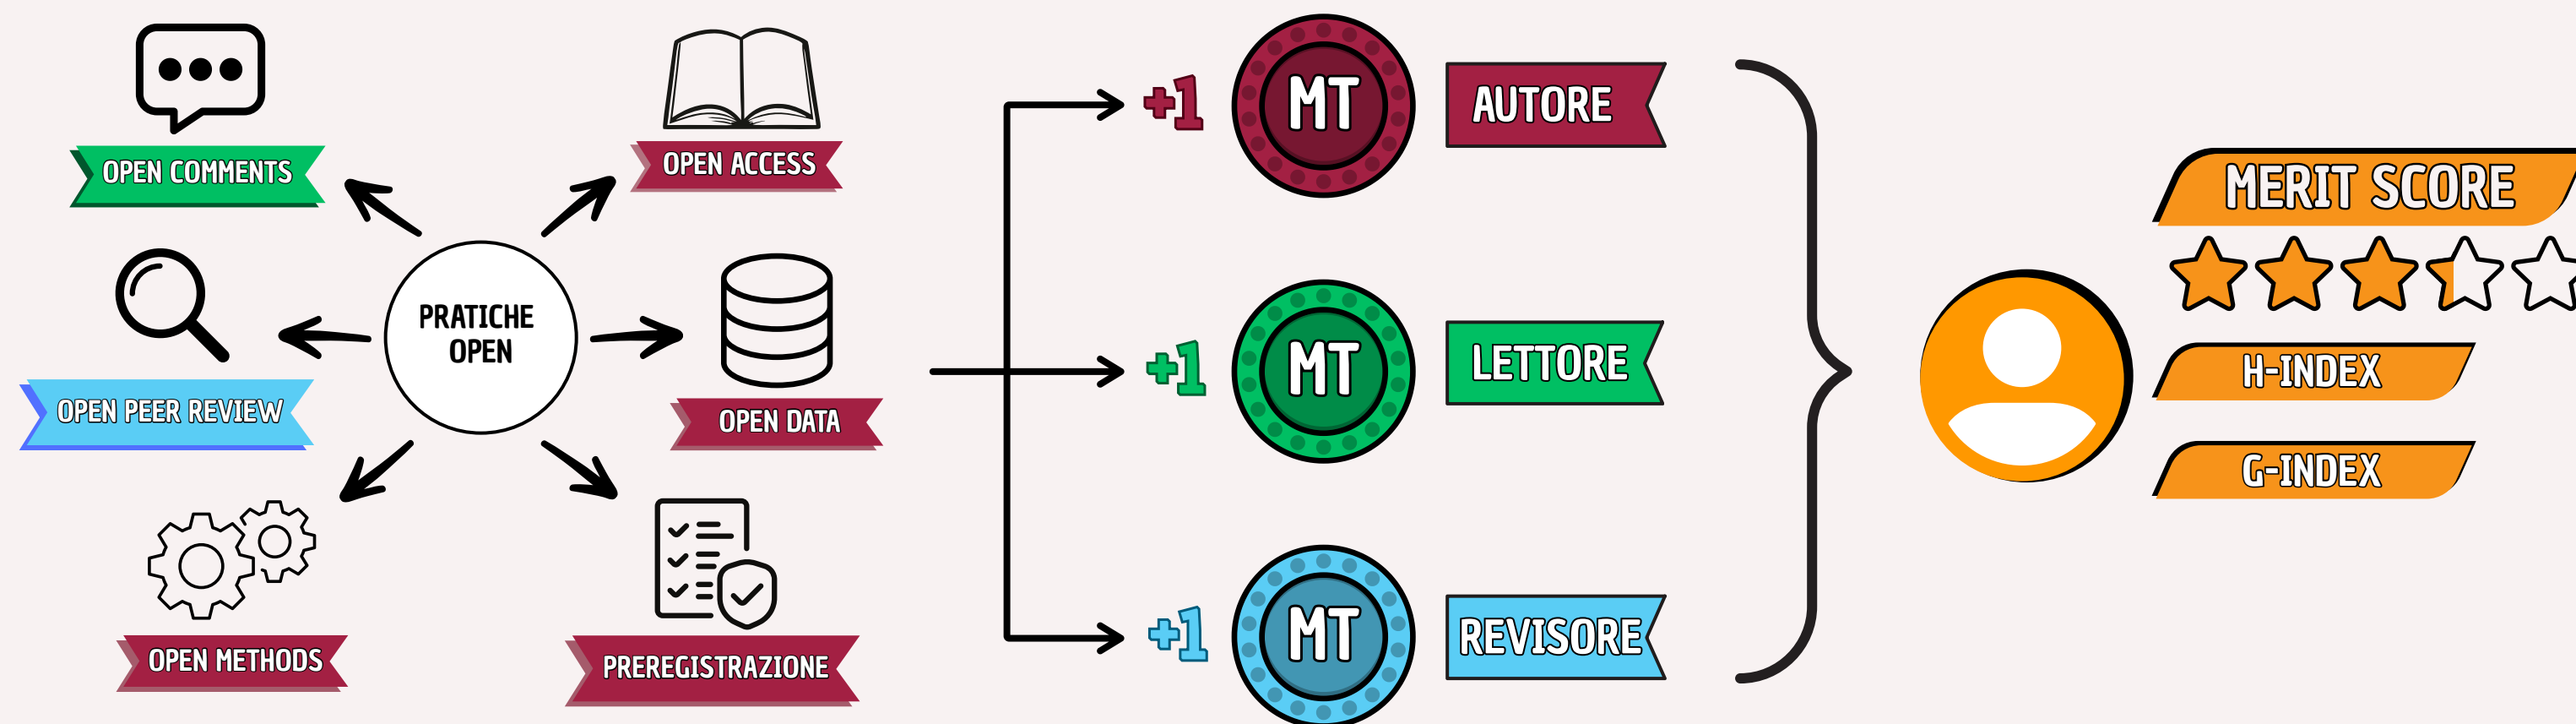 OPEN COMMENTS
OPEN ACCESS
PRATICHE
OPEN
OPEN PEER REVIEW
OPEN DATA
OPEN METHODS
PREREGISTRAZIONE
+1
MT
AUTORE
+1
MT
LETTORE
+1
MT
REVISORE
MERIT SCORE
H-INDEX
G-INDEX